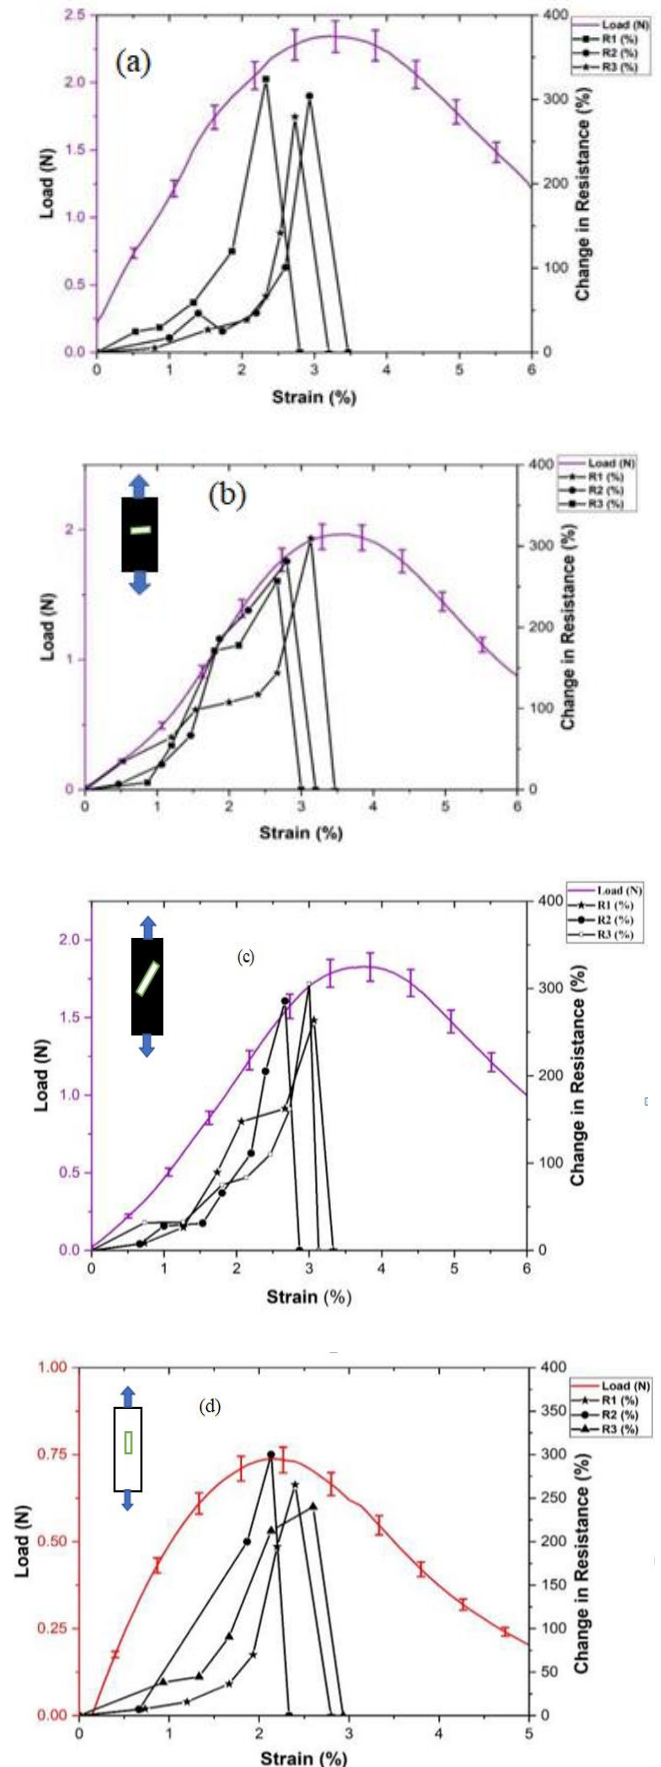 2.5
400
Load (N)
R1 (%)
R2 (%)
R3 (%)
(a)
2.0
300
1.5
200
1.0
0.5
100
0.0
0
0 1 2 3 4 5 6
Load (N)
Change in Resistance (%)
Strain (%)
400
Load (N)
R1 (%)
R2 (%)
R3 (%)
(b)
2
300
200
1
100
0
0
0 1 2 3 4 5 6
Load (N)
Change in Resistance (%)
Strain (%)
400
Load (N)
R1 (%)
R2 (%)
R3 (%)
(c)
2.0
300
1.5
200
1.0
100
0.5
0.0
0
0 1 2 3 4 5 6
Load (N)
Change in Resistance (%)
Strain (%)
1.00
400
Load (N)
R1 (%)
R2 (%)
R3 (%)
(d)
350
0.75
300
250
0.50
200
150
0.25
100
50
0.00
0
0 1 2 3 4 5
Load (N)
Change in Resistance (%)
Strain (%)